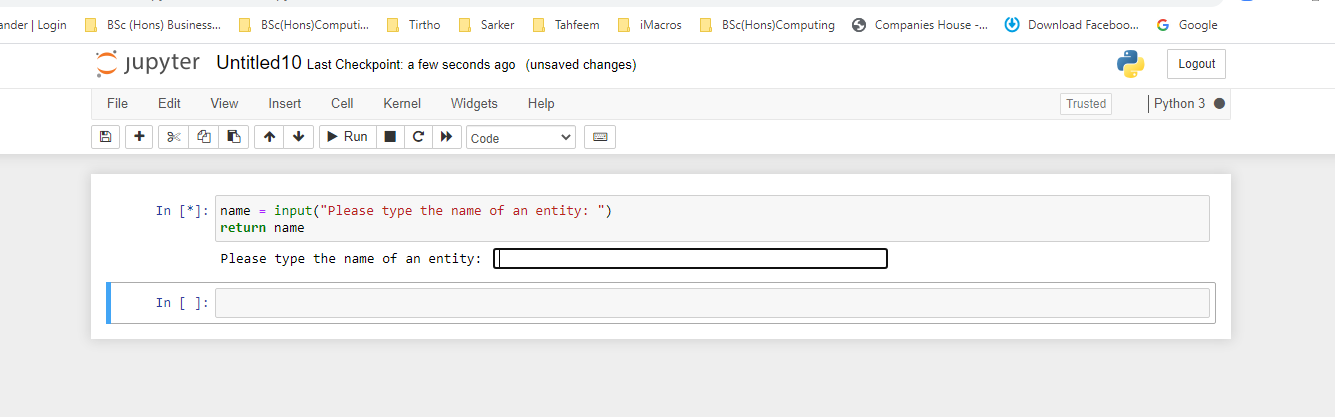 ander | Login BSc (Hons) Business... BSc(Hons)Computi... Tirtho Sarker Tahfeem iMacros BSc(Hons)Computing Companies House -... Download Faceboo... Google
jupyter Untitled10 Last Checkpoint: a few seconds ago (unsaved changes) Logout
File Edit View Insert Cell Kernel Widgets Help Trusted Python 3
Run Code
In [*]: name = input("Please type the name of an entity: ")
return name
Please type the name of an entity:
In [ ]: